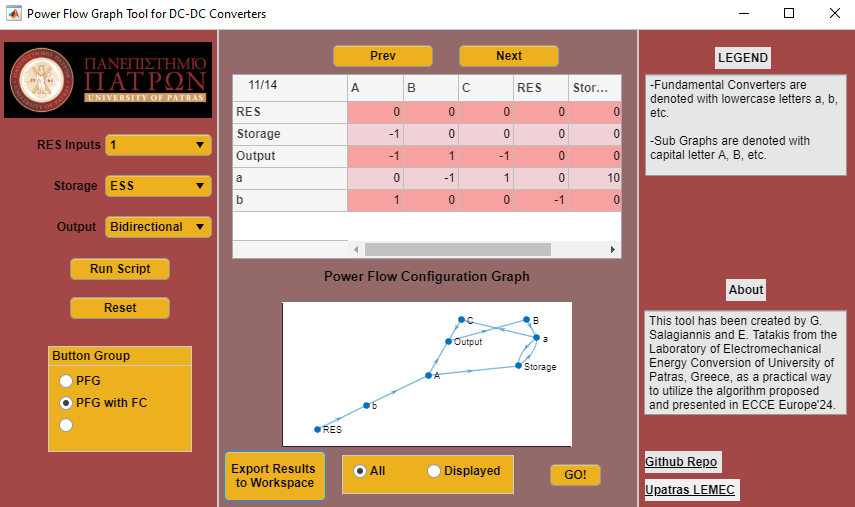 Power Flow Graph Tool for DC-DC Converters
ΠΑΝΕΠΙΣΤΗΜΙΟ
ΠΑΤΡΩΝ
UNIVERSITY OF PATRAS
RES Inputs 1
Storage ESS
Output Bidirectional
Run Script
Reset
Button Group
PFG
PFG with FC
Prev Next
11/14 A B C RES Stor...
RES 0 0 0 0 0
Storage -1 0 0 0 0
Output -1 1 -1 0 0
a 0 -1 1 0 10
b 1 0 0 -1 0
Power Flow Configuration Graph
C B
Output a
Storage
A
b
RES
Export Results
to Workspace
All Displayed
GO!
LEGEND
-Fundamental Converters are
denoted with lowercase letters a, b,
etc.
-Sub Graphs are denoted with
capital letter A, B, etc.
About
This tool has been created by G.
Salagiannis and E. Tatakis from the
Laboratory of Electromechanical
Energy Conversion of University of
Patras, Greece, as a practical way
to utilize the algorithm proposed
and presented in ECCE Europe'24.
Github Repo
Upatras LEMEC